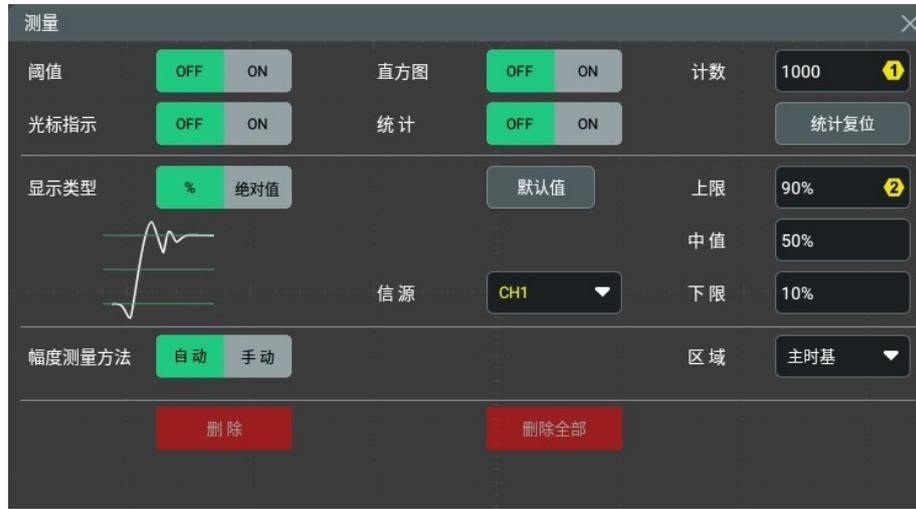 测量
阈值 OFF ON 直方图 OFF ON 计数 1000 1
光标指示 OFF ON 统计 OFF ON 统计复位
显示类型 % 绝对值 默认值 上限 90% 2
中值 50%
信源 CH1 下限 10%
幅度测量方法 自动 手动 区域 主时基
删除 删除全部